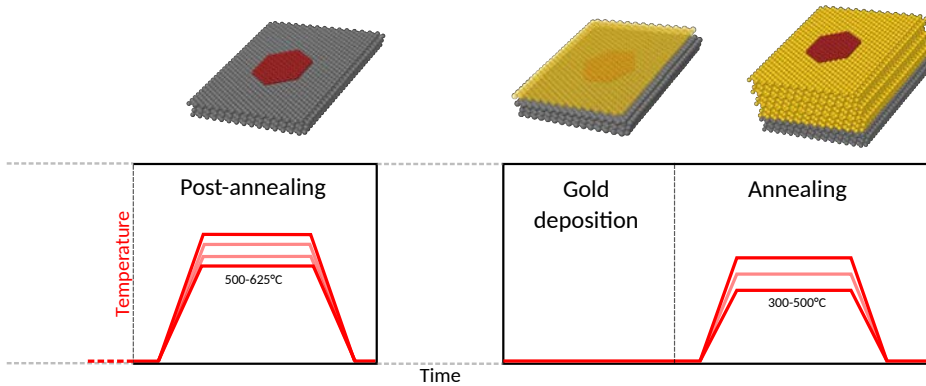 Post-annealing
Gold
deposition
Annealing
Temperature
500-625°C
300-500°C
Time